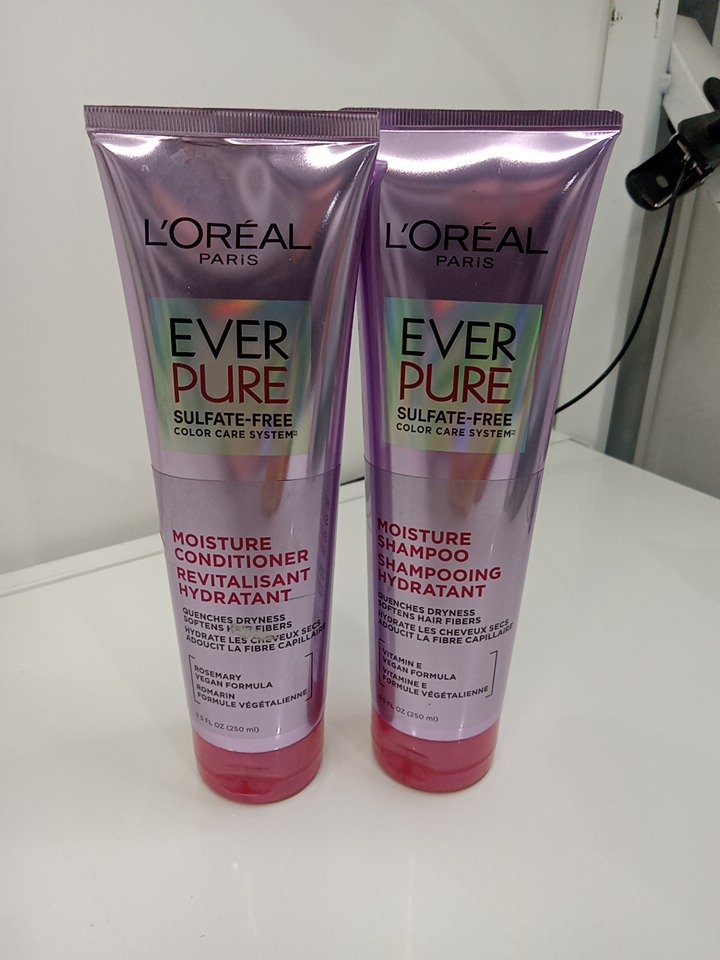 L'ORÉAL
PARIS
EVER
PURE
SULFATE-FREE
COLOR CARE SYSTEM
MOISTURE
CONDITIONER
REVITALISANT
HYDRATANT
QUENCHES DRYNESS
SOFTENS HAIR FIBERS
HYDRATE LES CHEVEUX SECS
ADOUCIT LA FIBRE CAPILLAIRE
ROSEMARY
VEGAN FORMULA
ROMARIN
FORMULE VÉGÉTALIENNE
8.5 FL OZ (250 ml)
L'ORÉAL
PARIS
EVER
PURE
SULFATE-FREE
COLOR CARE SYSTEM
MOISTURE
SHAMPOO
SHAMPOOING
HYDRATANT
QUENCHES DRYNESS
SOFTENS HAIR FIBERS
HYDRATE LES CHEVEUX SECS
ADOUCIT LA FIBRE CAPILLAIRE
VITAMIN E
VEGAN FORMULA
VITAMINE E
FORMULE VÉGÉTALIENNE
8.5 FL OZ (250 ml)